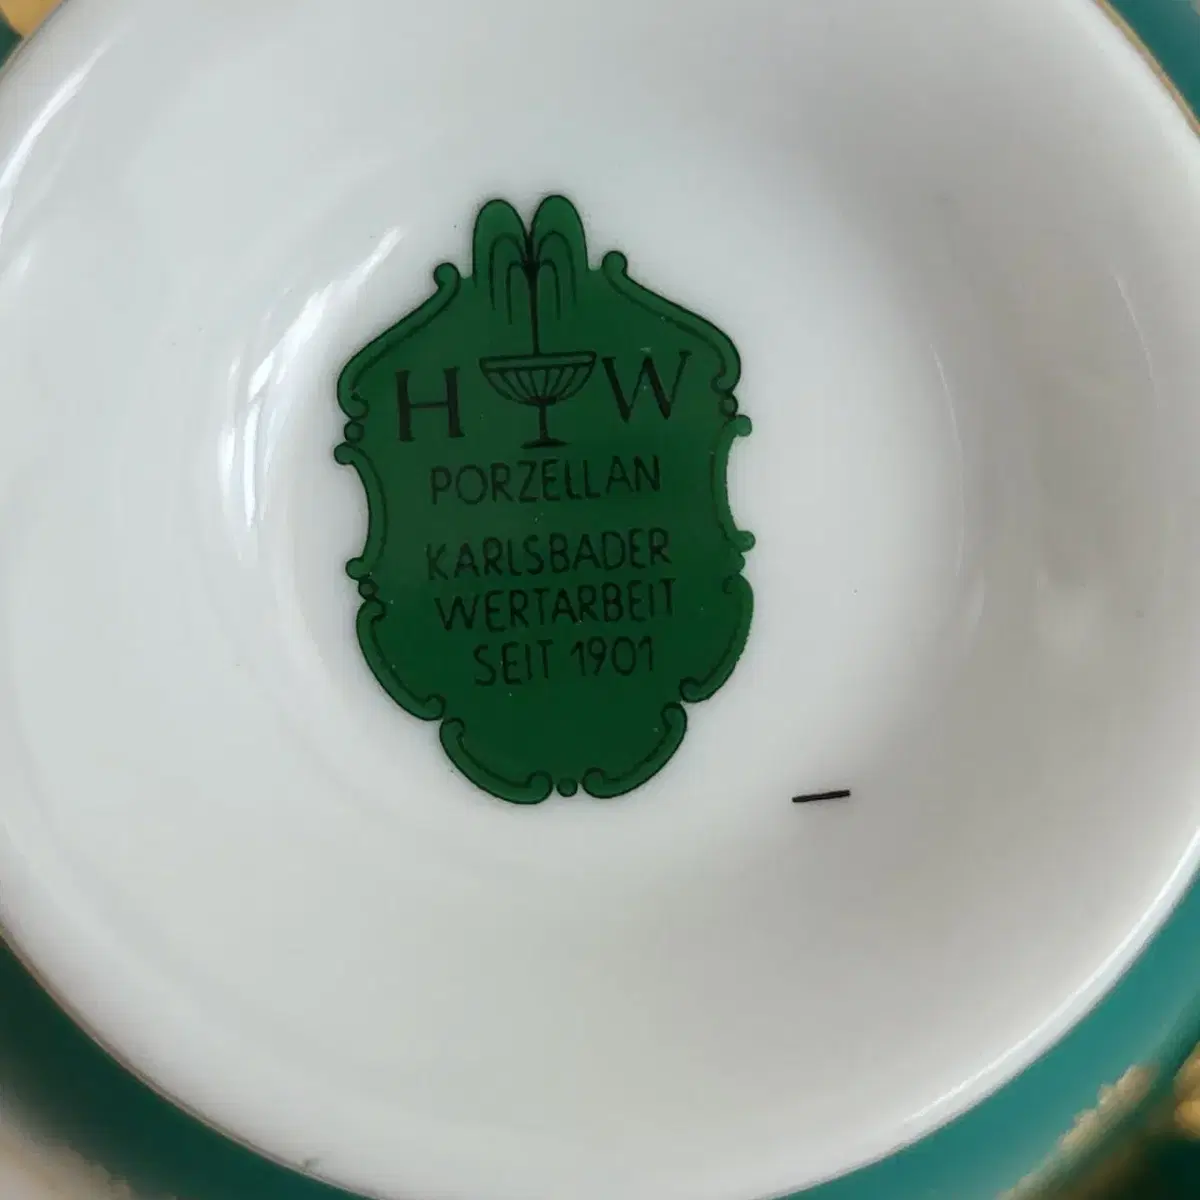 H W
PORZELLAN
KARLSBADER
WERTARBEIT
SEIT 1901